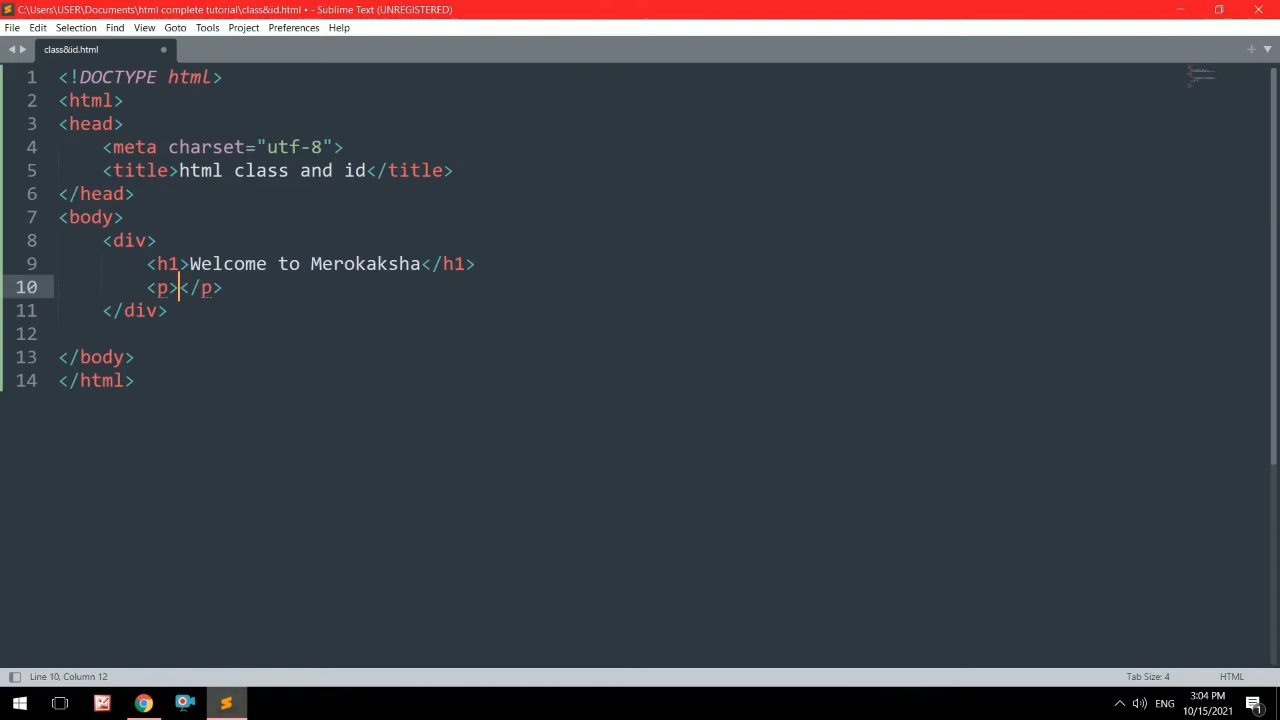 C:\Users\USER\Documents\html complete tutorial\class&id.html • - Sublime Text (UNREGISTERED)
File Edit Selection Find View Goto Tools Project Preferences Help
class&id.html
1 <!DOCTYPE html>
2 <html>
3 <head>
4 <meta charset="utf-8">
5 <title>html class and id</title>
6 </head>
7 <body>
8 <div>
9 <h1>Welcome to Merokaksha</h1>
10 <p></p>
11 </div>
12
13 </body>
14 </html>
Line 10, Column 12 Tab Size: 4 HTML
3:04 PM
ENG
10/15/2021
1